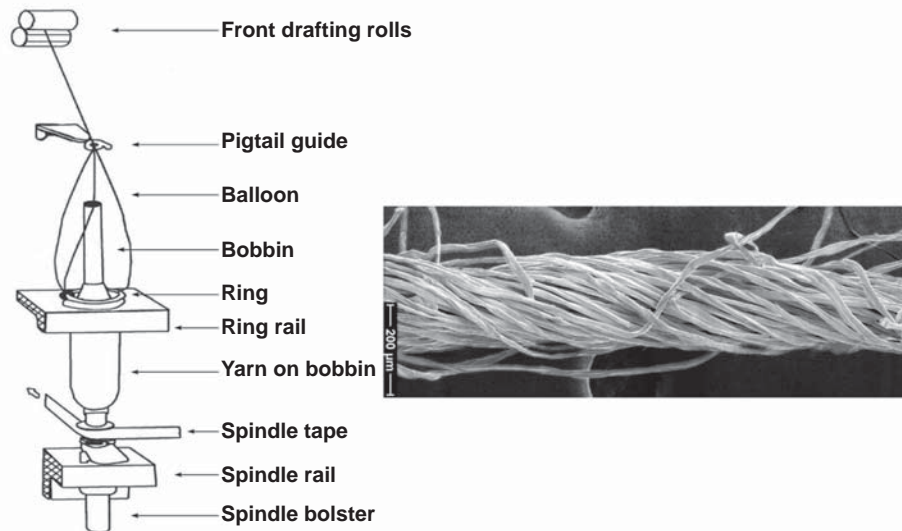 Front drafting rolls
Pigtail guide
Balloon
Bobbin
Ring
Ring rail
Yarn on bobbin
Spindle tape
Spindle rail
Spindle bolster
200 µm